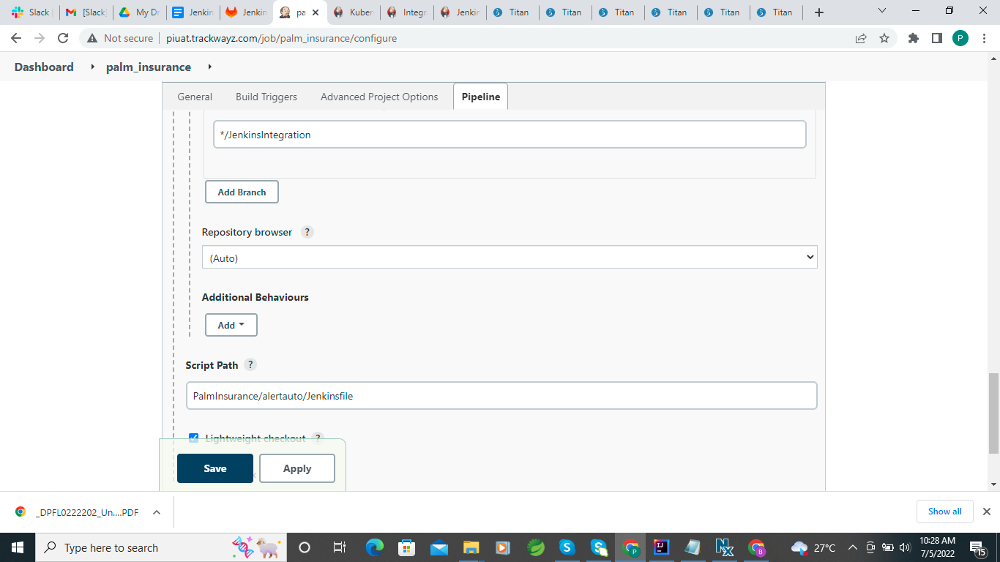 Slack
[Slack]
My Dr
Jenkin
Jenkin
pa
Kuber
Integr
Jenkin
Titan
Titan
Titan
Titan
Titan
Titan
Not secure
piuat.trackwayz.com/job/palm_insurance/configure
P
Dashboard
palm_insurance
General
Build Triggers
Advanced Project Options
Pipeline
*/JenkinsIntegration
Add Branch
Repository browser ?
(Auto)
Additional Behaviours
Add
Script Path ?
PalmInsurance/alertauto/Jenkinsfile
Lightweight checkout ?
Save
Apply
_DPFL0222202_Un....PDF
Show all
Type here to search
27°C
10:28 AM
7/5/2022
15